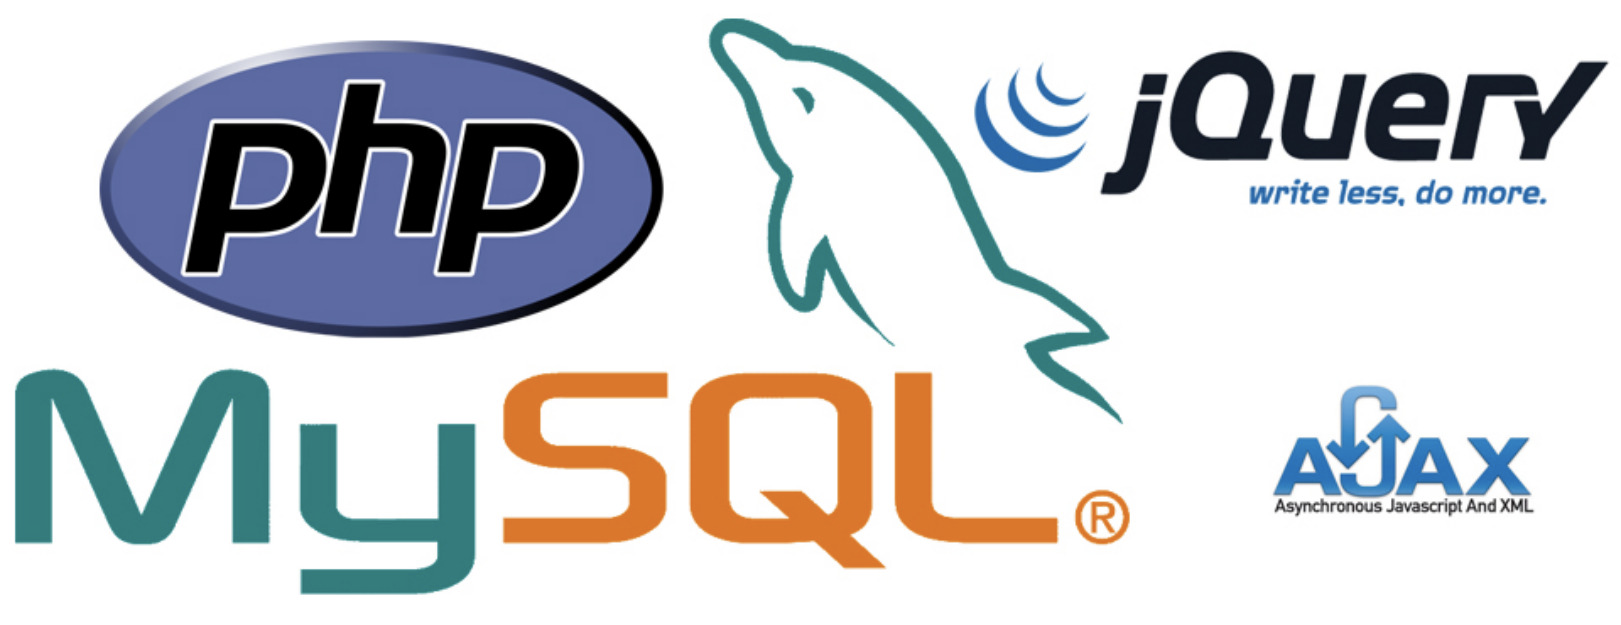 php
jQuery
write less, do more.
MySQL®
AJAX
Asynchronous Javascript And XML